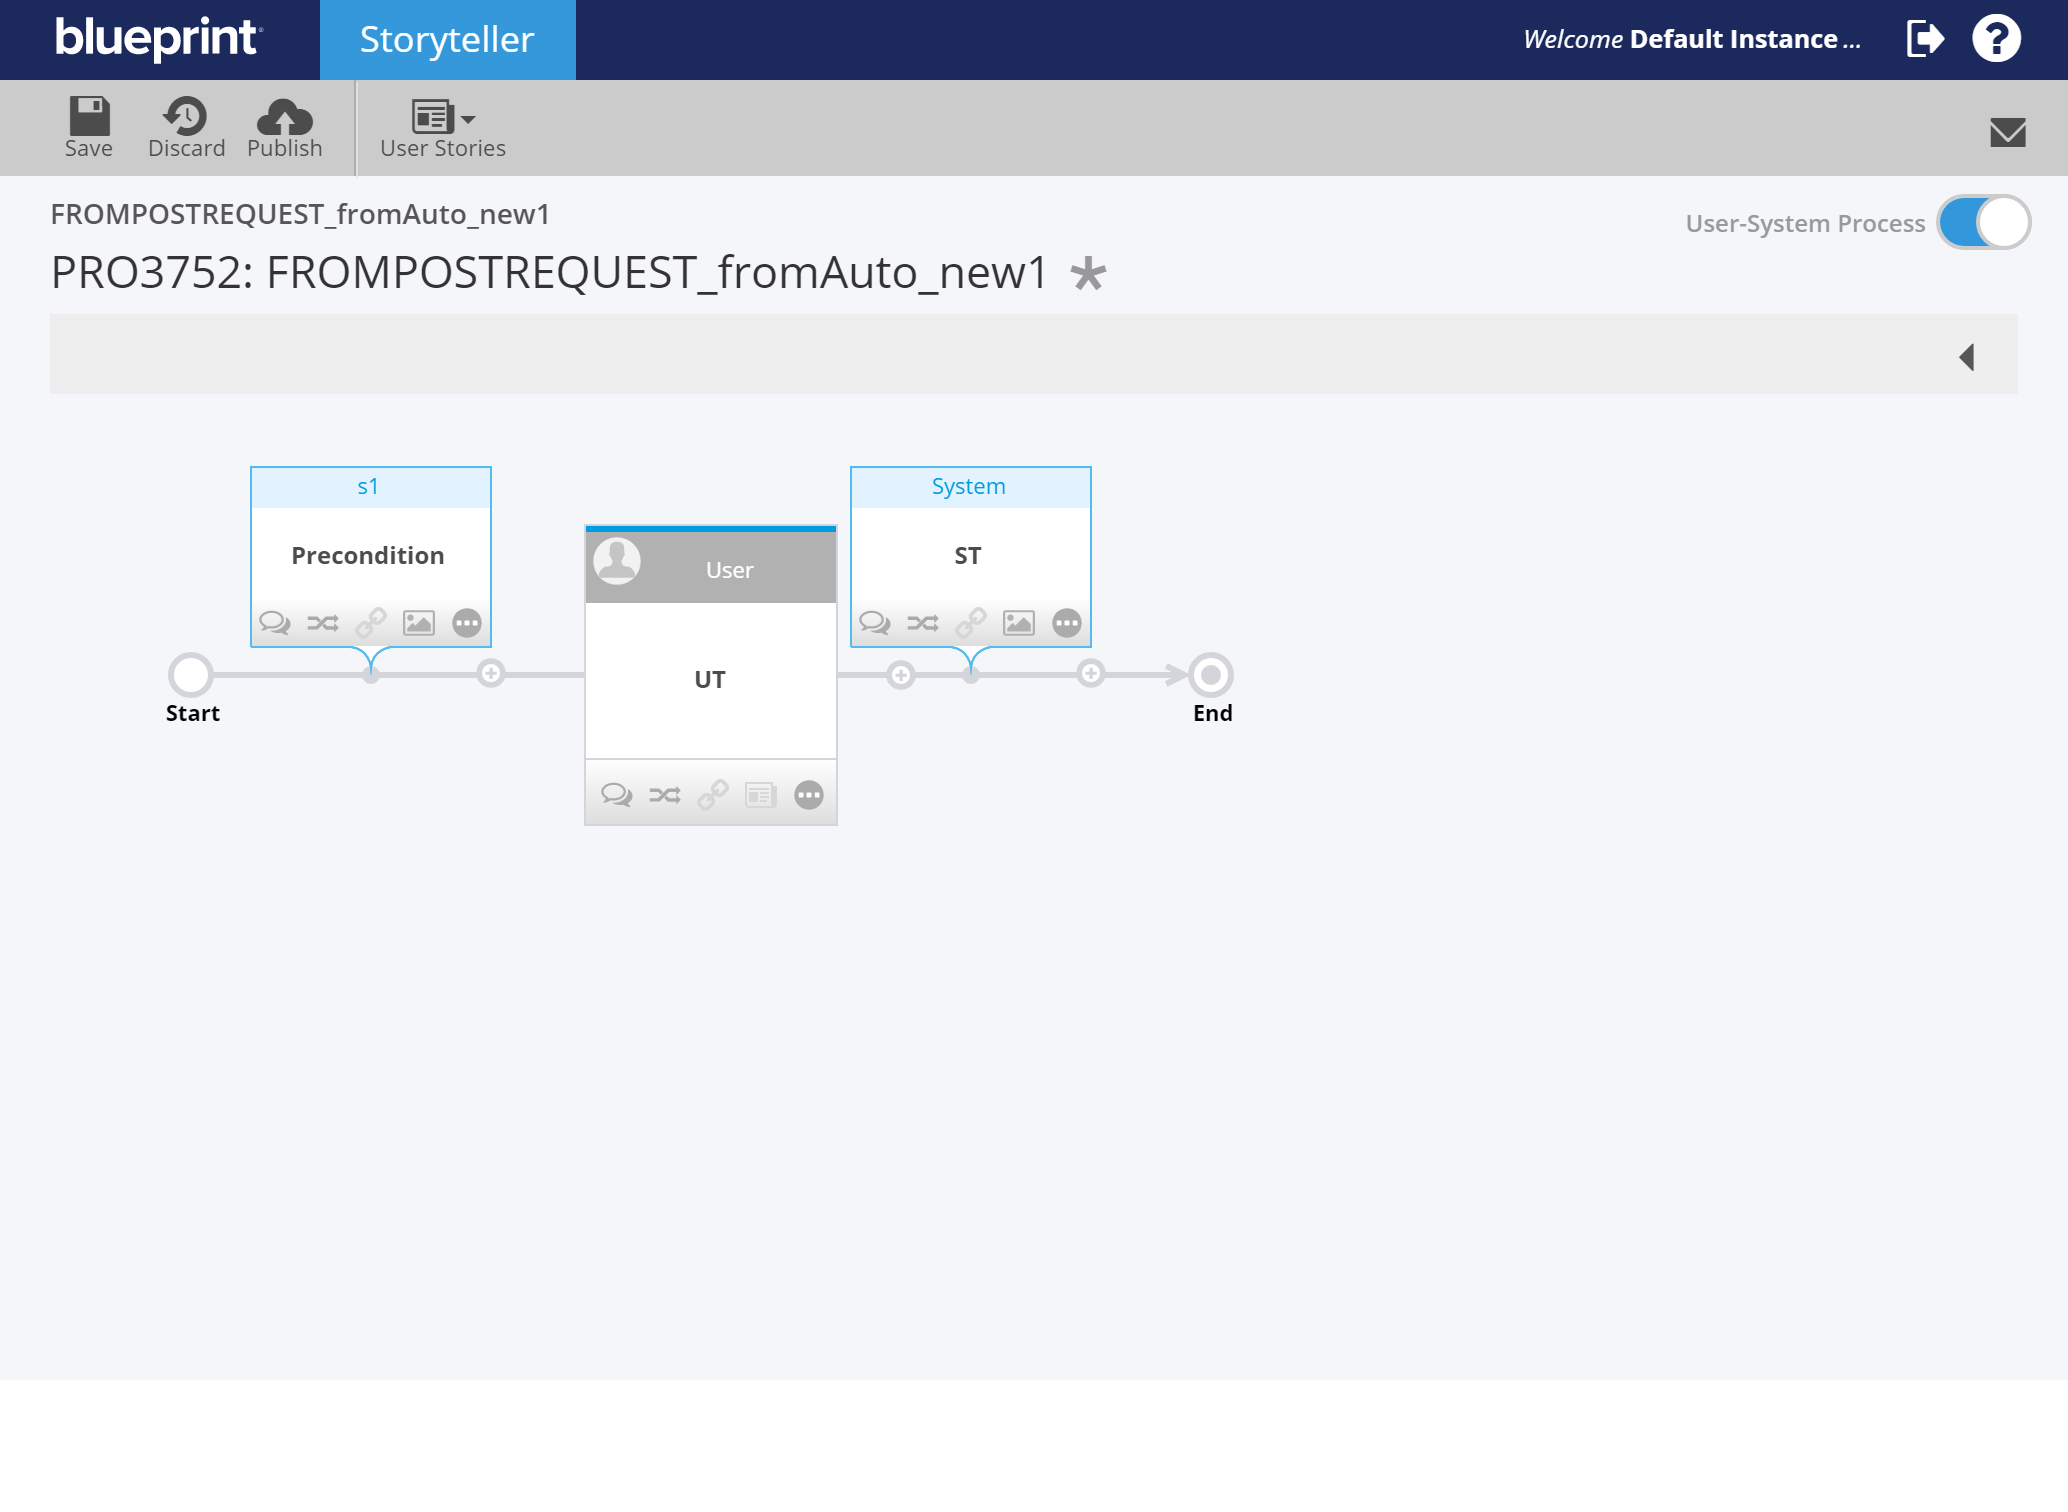 blueprint
Storyteller
Welcome Default Instance ...
Save
Discard
Publish
User Stories
FROMPOSTREQUEST_fromAuto_new1
User-System Process
PRO3752: FROMPOSTREQUEST_fromAuto_new1 *
s1
System
Precondition
User
ST
UT
Start
End